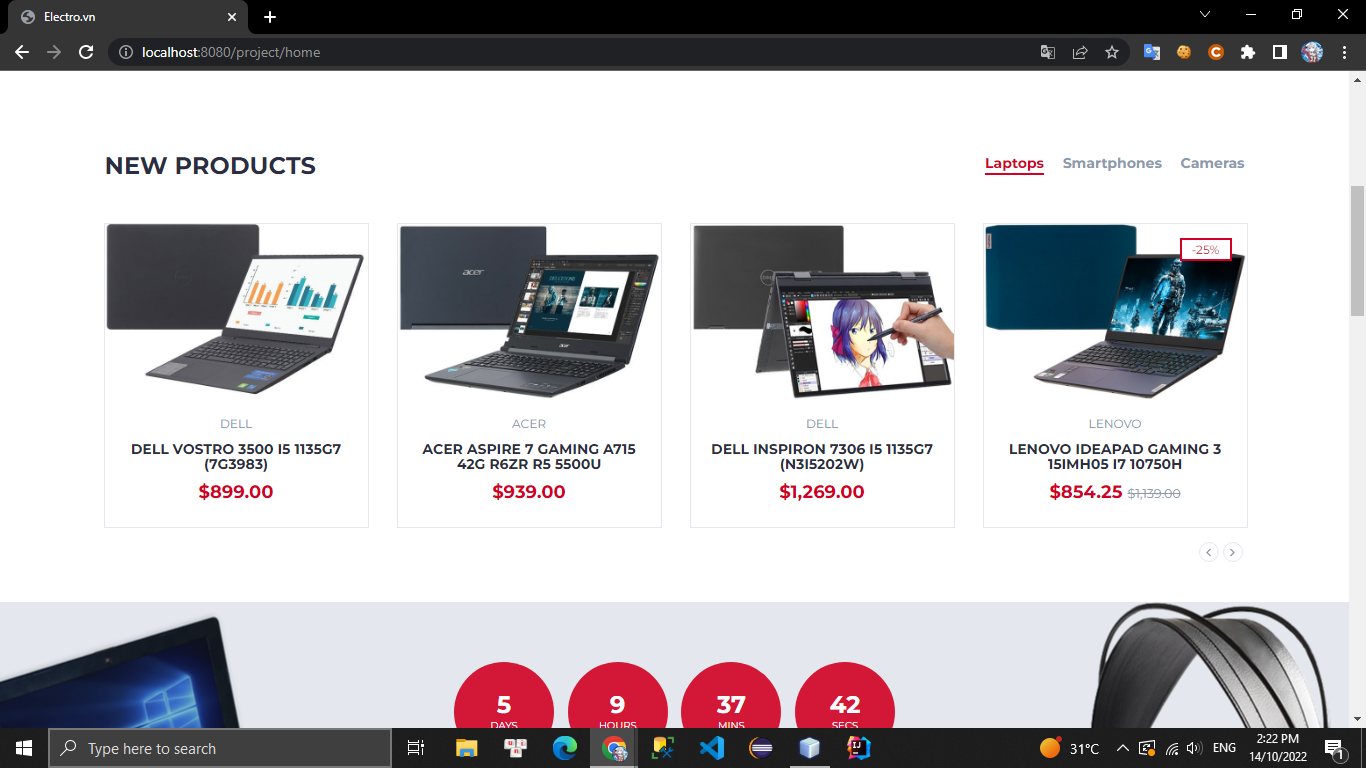 Electro.vn
localhost:8080/project/home
NEW PRODUCTS
Laptops Smartphones Cameras
-25%
acer
acer
DELL
DELL VOSTRO 3500 I5 1135G7
(7G3983)
$899.00
ACER
ACER ASPIRE 7 GAMING A715
42G R6ZR R5 5500U
$939.00
DELL
DELL INSPIRON 7306 I5 1135G7
(N3I5202W)
$1,269.00
LENOVO
LENOVO IDEAPAD GAMING 3
15IMH05 I7 10750H
$854.25 $1,139.00
5
DAYS
9
HOURS
37
MINS
42
SECS
Type here to search
31°C
ENG
2:22 PM
14/10/2022
1